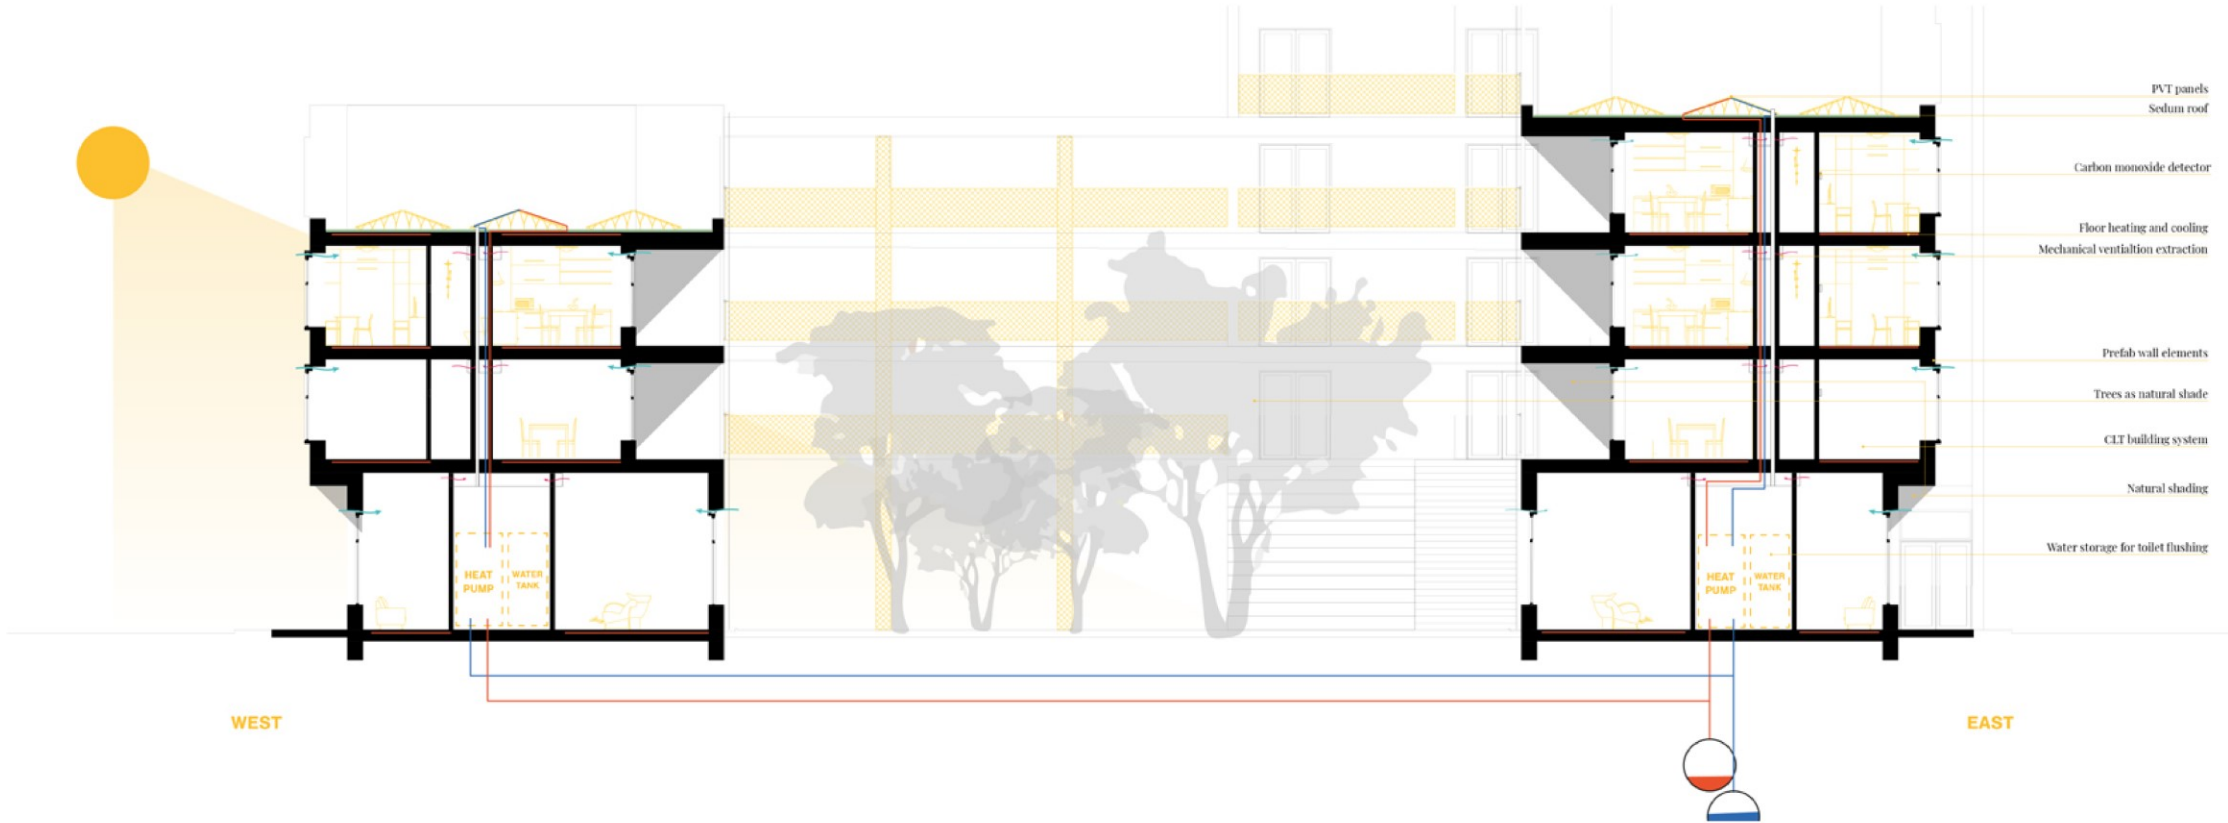 PVT panels
Sedum roof
Carbon monoxide detector
Floor heating and cooling
Mechanical ventialtion extraction
Prefab wall elements
Trees as natural shade
CLT building system
Natural shading
Water storage for toilet flushing
HEAT
PUMP
WATER
TANK
HEAT
PUMP
WATER
TANK
WEST
EAST